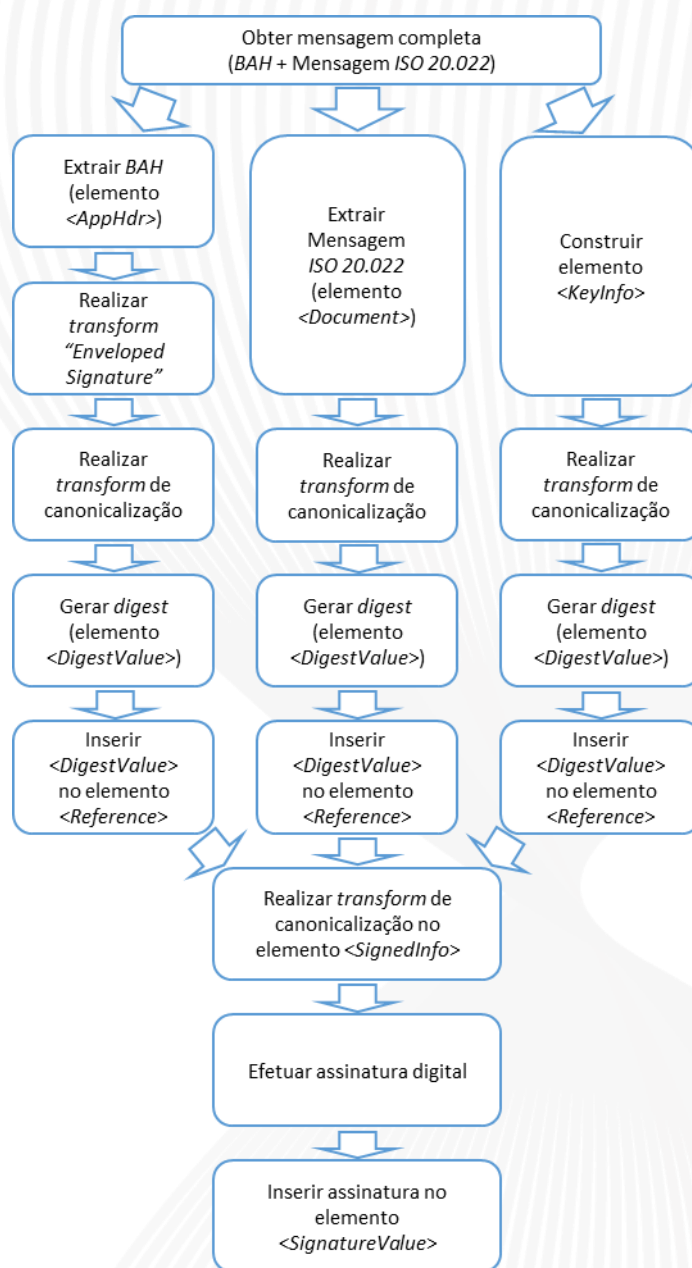 Obter mensagem completa
(BAH + Mensagem ISO 20.022)
Extrair BAH
(elemento
<AppHdr>)
Realizar
transform
“Enveloped
Signature”
Realizar
transform de
canonicalização
Gerar digest
(elemento
<DigestValue>)
Inserir
<DigestValue>
no elemento
<Reference>
Extrair
Mensagem
ISO 20.022
(elemento
<Document>)
Realizar
transform de
canonicalização
Gerar digest
(elemento
<DigestValue>)
Inserir
<DigestValue>
no elemento
<Reference>
Construir
elemento
<KeyInfo>
Realizar
transform de
canonicalização
Gerar digest
(elemento
<DigestValue>)
Inserir
<DigestValue>
no elemento
<Reference>
Realizar transform de
canonicalização no
elemento <SignedInfo>
Efetuar assinatura digital
Inserir assinatura no
elemento
<SignatureValue>